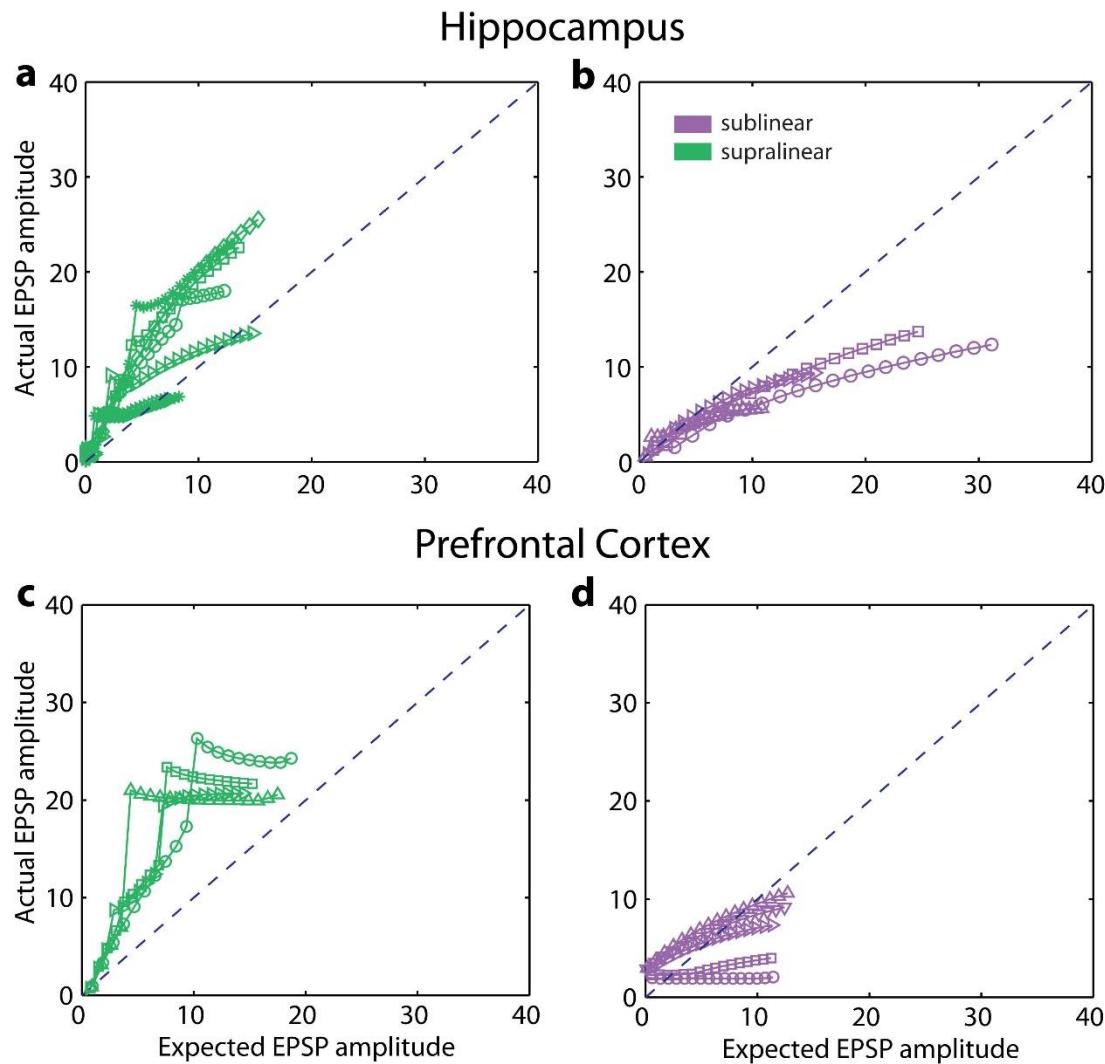 Hippocampus
a
40
30
20
10
0
Actual EPSP ampitude
0 10 20 30 40
b
sublinear
supralinear
40
30
20
10
0
0 10 20 30 40
Prefrontal Cortex
c
40
30
20
10
0
Actual EPSP amplitude
0 10 20 30 40
Expected EPSP amplitude
d
40
30
20
10
0
0 10 20 30 40
Expected EPSP amplitude